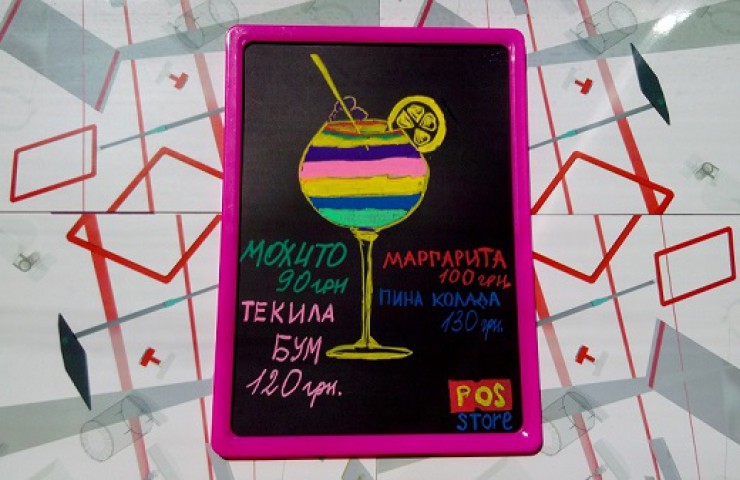 МОХИТО
90 грн
ТЕКИЛА
БУМ
120 грн.
МАРГАРИТА
100 грн.
ПИНА КОЛАДА
130 грн.
POS
store